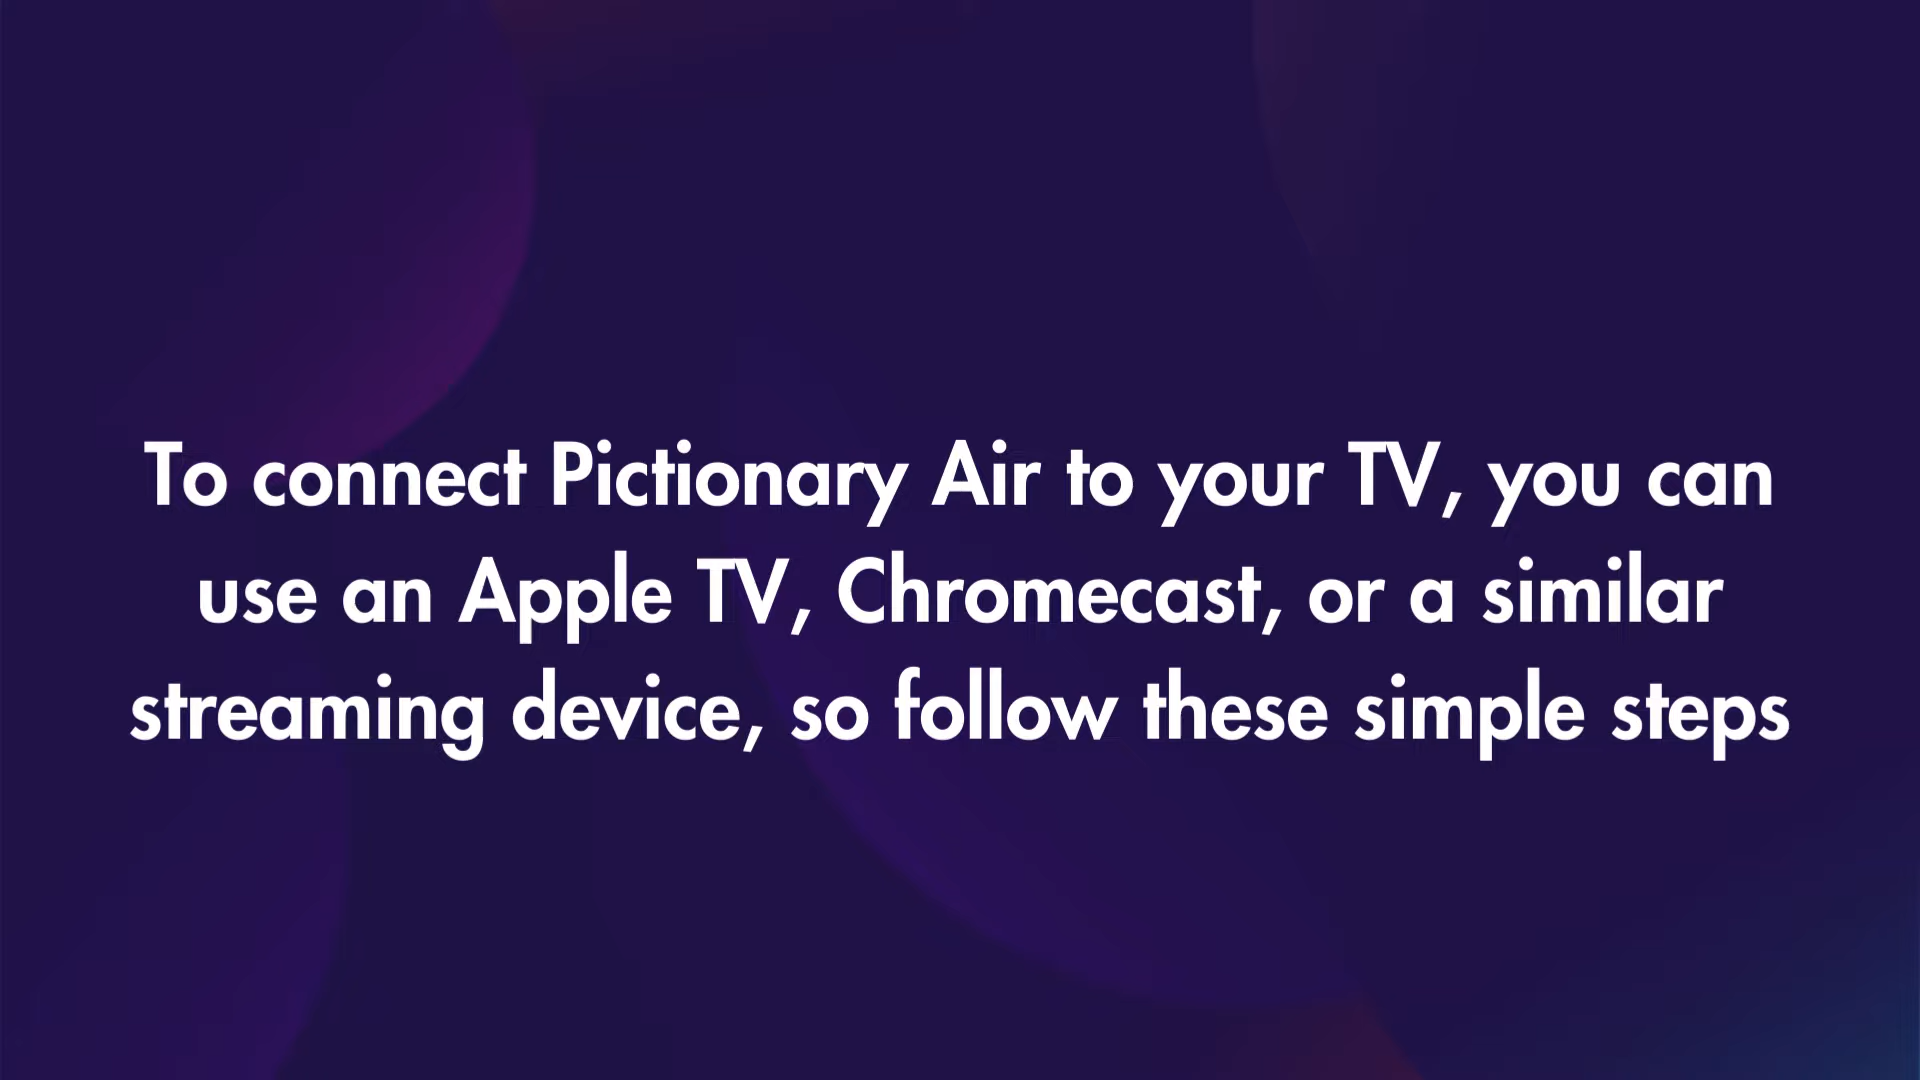 To connect Pictionary Air to your TV, you can
use an Apple TV, Chromecast, or a similar
streaming device, so follow these simple steps